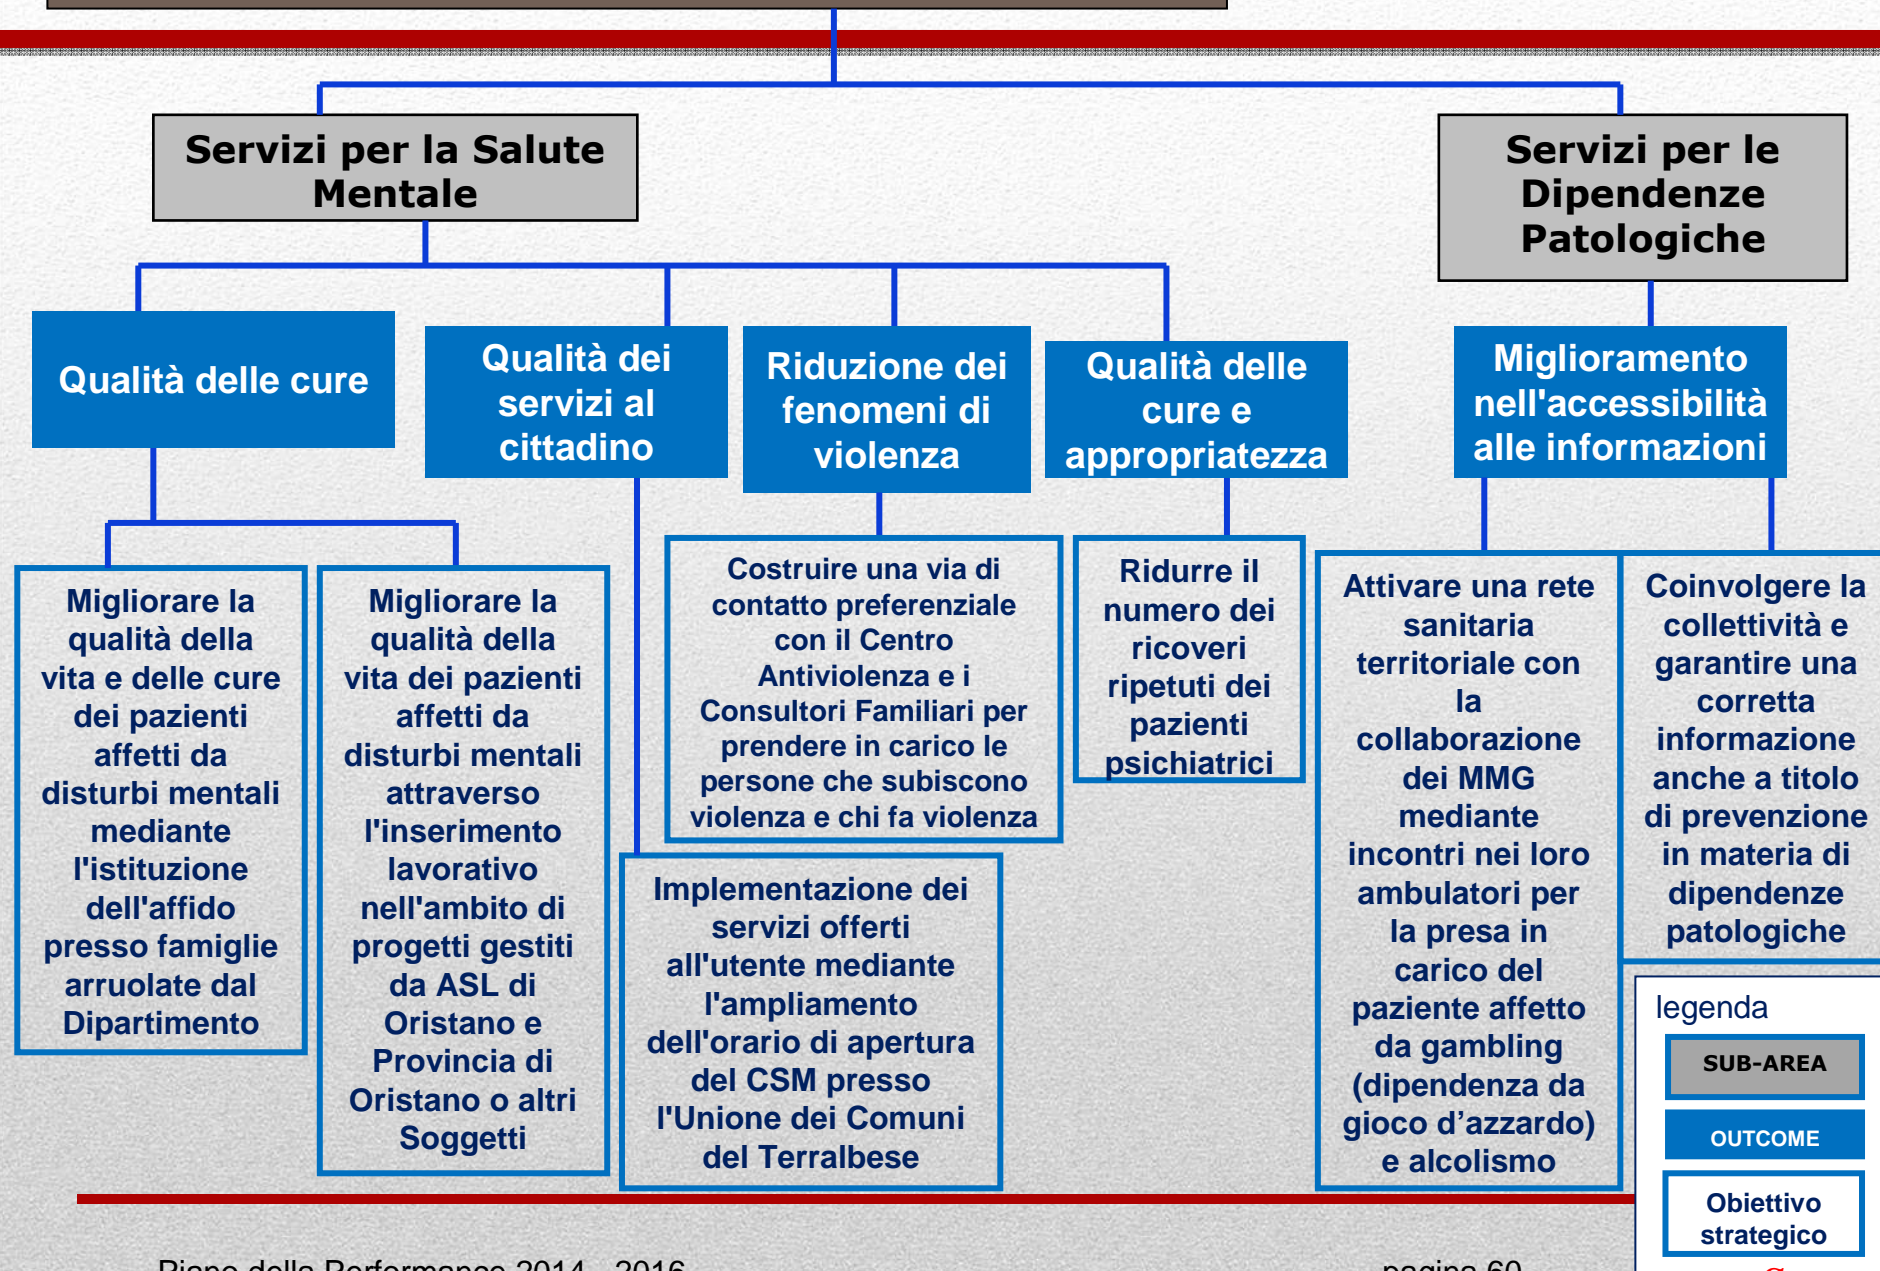 Servizi per la Salute
Mentale
Servizi per le
Dipendenze
Patologiche
Qualità delle cure
Qualità dei
servizi al
cittadino
Riduzione dei
fenomeni di
violenza
Qualità delle
cure e
appropriatezza
Miglioramento
nell'accessibilità
alle informazioni
Migliorare la
qualità della
vita e delle cure
dei pazienti
affetti da
disturbi mentali
mediante
l'istituzione
dell'affido
presso famiglie
arruolate dal
Dipartimento
Migliorare la
qualità della
vita dei pazienti
affetti da
disturbi mentali
attraverso
l'inserimento
lavorativo
nell'ambito di
progetti gestiti
da ASL di
Oristano e
Provincia di
Oristano o altri
Soggetti
Implementazione dei
servizi offerti
all'utente mediante
l'ampliamento
dell'orario di apertura
del CSM presso
l'Unione dei Comuni
del Terralbese
Costruire una via di
contatto preferenziale
con il Centro
Antiviolenza e i
Consultori Familiari per
prendere in carico le
persone che subiscono
violenza e chi fa violenza
Ridurre il
numero dei
ricoveri
ripetuti dei
pazienti
psichiatrici
Attivare una rete
sanitaria
territoriale con
la
collaborazione
dei MMG
mediante
incontri nei loro
ambulatori per
la presa in
carico del
paziente affetto
da gambling
(dipendenza da
gioco d’azzardo)
e alcolismo
Coinvolgere la
collettività e
garantire una
corretta
informazione
anche a titolo
di prevenzione
in materia di
dipendenze
patologiche
legenda
SUB-AREA
OUTCOME
Obiettivo
strategico
Piano della Performance 2014 - 2016
pagina 60